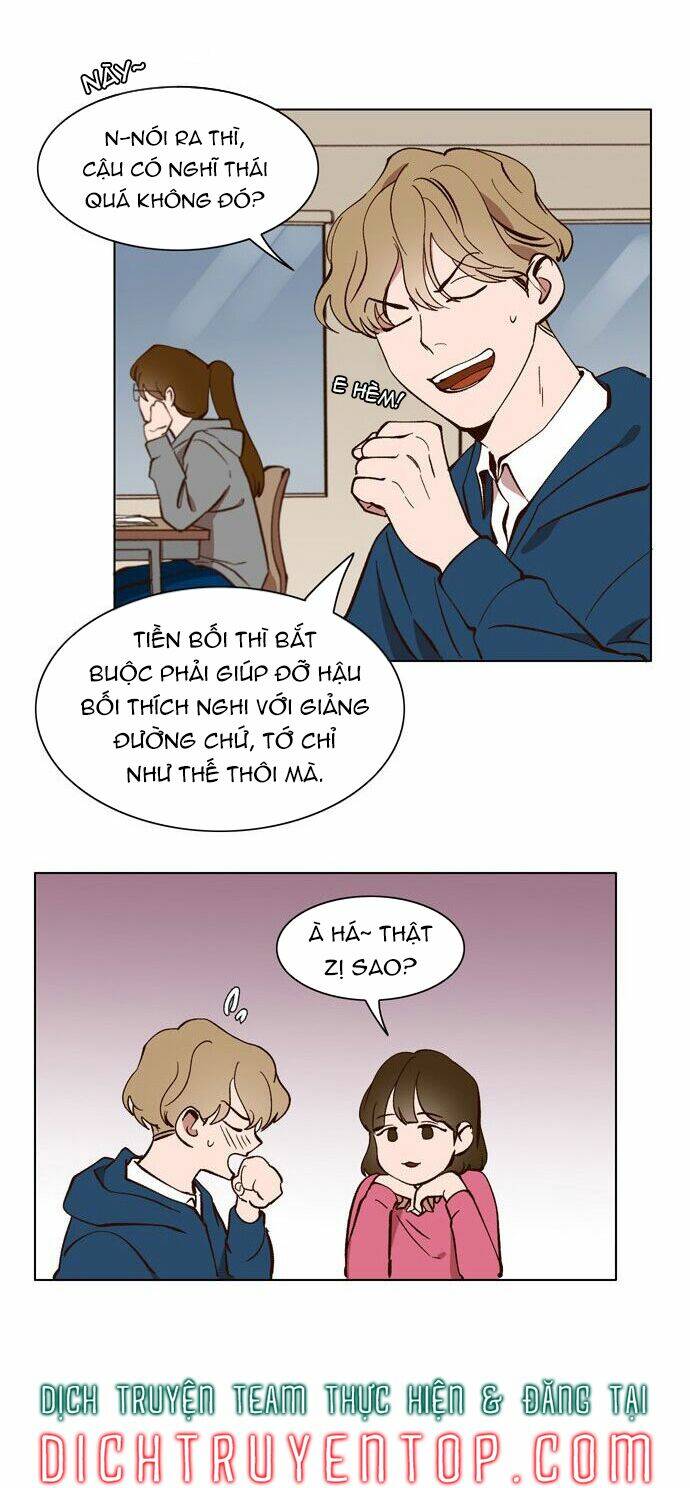 NÀY~
N-NÓI RA THÌ,
CẬU CÓ NGHĨ THÁI
QUÁ KHÔNG ĐÓ?
E HÈM!
TIỀN BỐI THÌ BẮT
BUỘC PHẢI GIÚP ĐỠ HẬU
BỐI THÍCH NGHI VỚI GIẢNG
ĐƯỜNG CHỨ, TỚ CHỈ
NHƯ THẾ THÔI MÀ.
À HÁ~ THẬT
ZỊ SAO?
DỊCH TRUYỆN TEAM THỰC HIỆN & ĐĂNG TẠI
DICHTRUYENTOP.COM